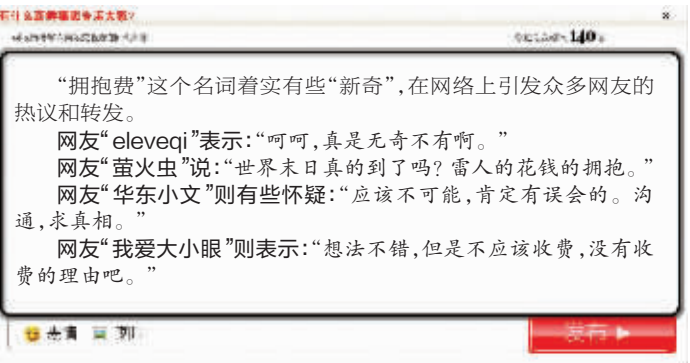 “拥抱费”这个名词着实有些“新奇”,在网络上引发众多网友的
热议和转发。
网友“eleveqi”表示:“呵呵,真是无奇不有啊。”
网友“萤火虫”说:“世界末日真的到了吗?雷人的花钱的拥抱。”
网友“华东小文”则有些怀疑:“应该不可能,肯定有误会的。沟
通,求真相。”
网友“我爱大小眼”则表示:“想法不错,但是不应该收费,没有收
费的理由吧。”
140
发布